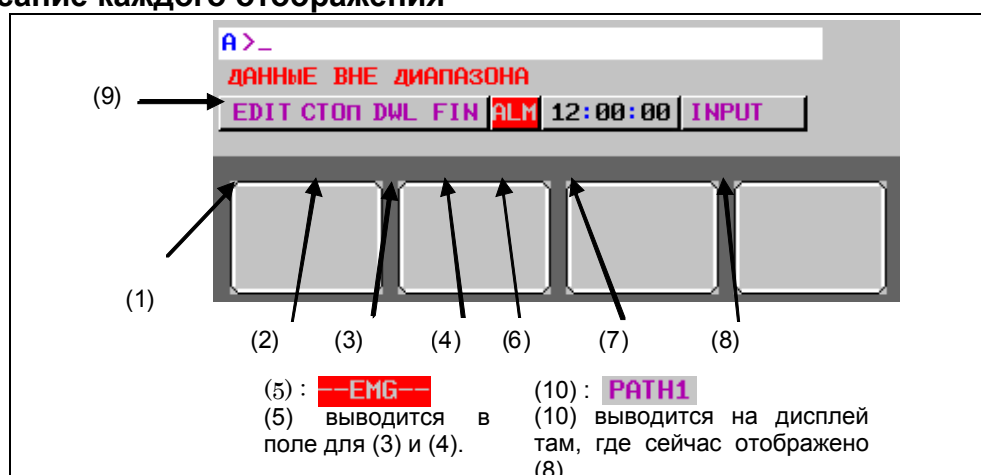 сание каждого отображения
A>_
ДАННЫЕ ВНЕ ДИАПАЗОНА
(9)
EDIT СТОП DWL FIN ALM 12:00:00 INPUT
(1)
(2) (3) (4) (6) (7) (8)
(5) : --EMG-- (10) : PATH1
(5) выводится в
поле для (3) и (4).
(10) выводится на дисплей
там, где сейчас отображено
(8)